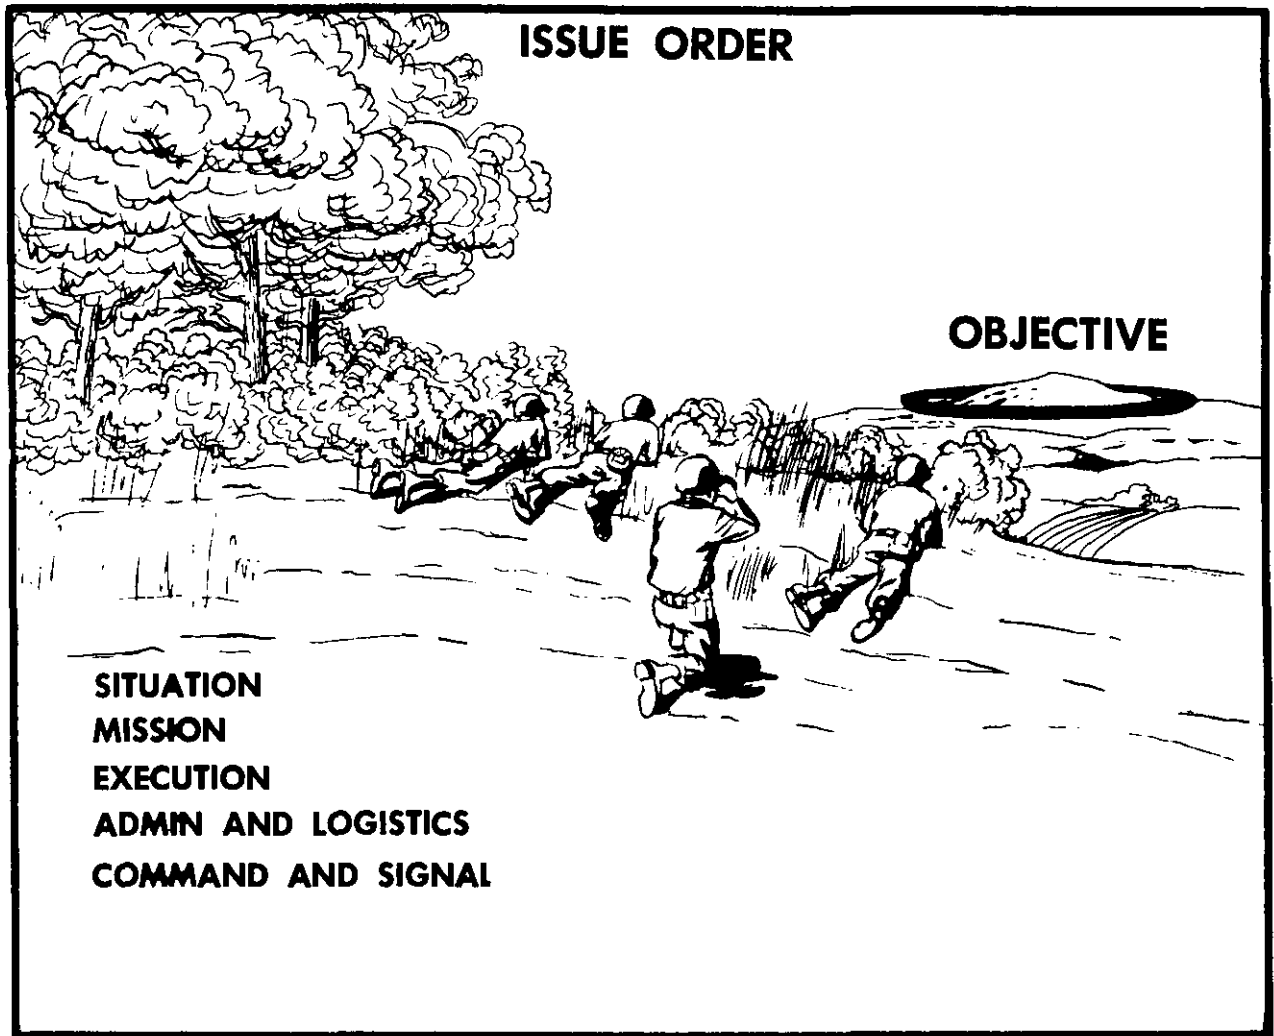 ISSUE ORDER
OBJECTIVE
SITUATION
MISSION
EXECUTION
ADMIN AND LOGISTICS
COMMAND AND SIGNAL